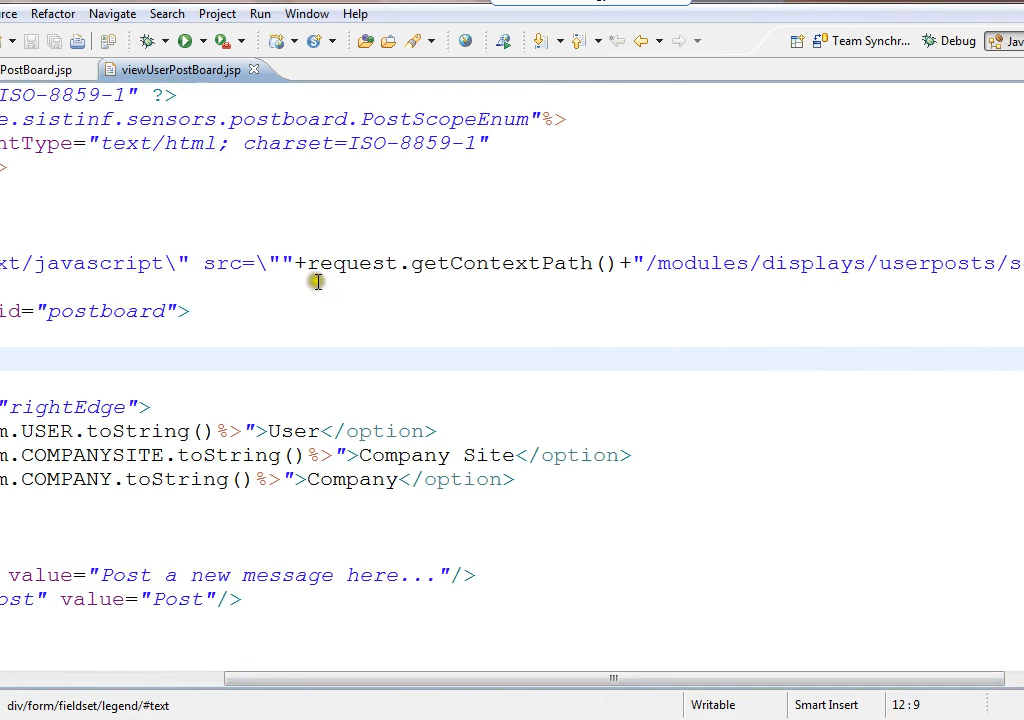 rce Refactor Navigate Search Project Run Window Help
Team Synchr... Debug Jav
PostBoard.jsp viewUserPostBoard.jsp
ISO-8859-1" ?>
e.sistinf.sensors.postboard.PostScopeEnum"%>
ntType="text/html; charset=ISO-8859-1"
>
xt/javascript\" src=\""+request.getContextPath()+"/modules/displays/userposts/s
id="postboard">
"rightEdge">
m.USER.toString()%>">User</option>
m.COMPANYSITE.toString()%>">Company Site</option>
m.COMPANY.toString()%>">Company</option>
value="Post a new message here..."/>
ost" value="Post"/>
div/form/fieldset/legend/#text Writable Smart Insert 12:9